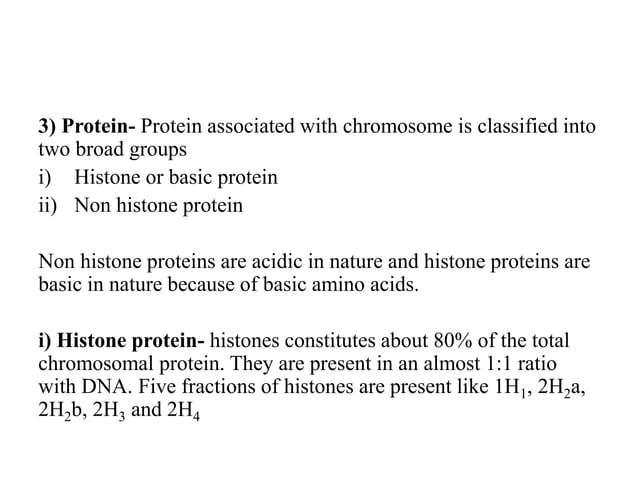 3) Protein- Protein associated with chromosome is classified into
two broad groups
i) Histone or basic protein
ii) Non histone protein
Non histone proteins are acidic in nature and histone proteins are
basic in nature because of basic amino acids.
i) Histone protein- histones constitutes about 80% of the total
chromosomal protein. They are present in an almost 1:1 ratio
with DNA. Five fractions of histones are present like 1H₁, 2H₂a,
2H₂b, 2H₃ and 2H₄